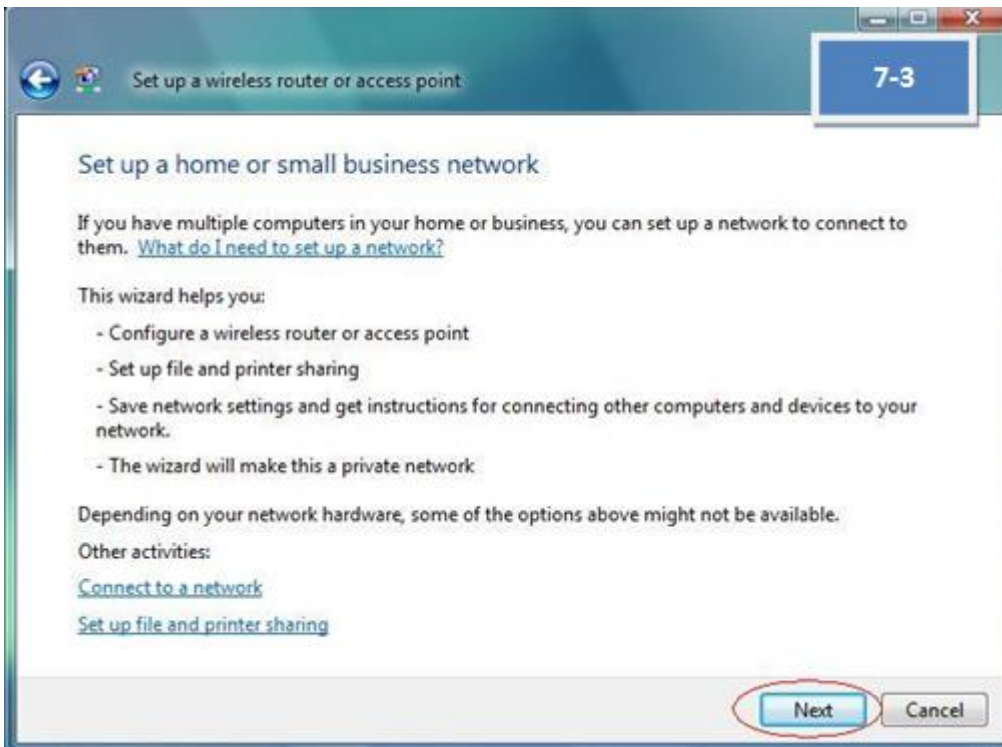 Set up a wireless router or access point
7-3
Set up a home or small business network
If you have multiple computers in your home or business, you can set up a network to connect to
them. What do I need to set up a network?
This wizard helps you:
- Configure a wireless router or access point
- Set up file and printer sharing
- Save network settings and get instructions for connecting other computers and devices to your
network.
- The wizard will make this a private network
Depending on your network hardware, some of the options above might not be available.
Other activities:
Connect to a network
Set up file and printer sharing
Next
Cancel